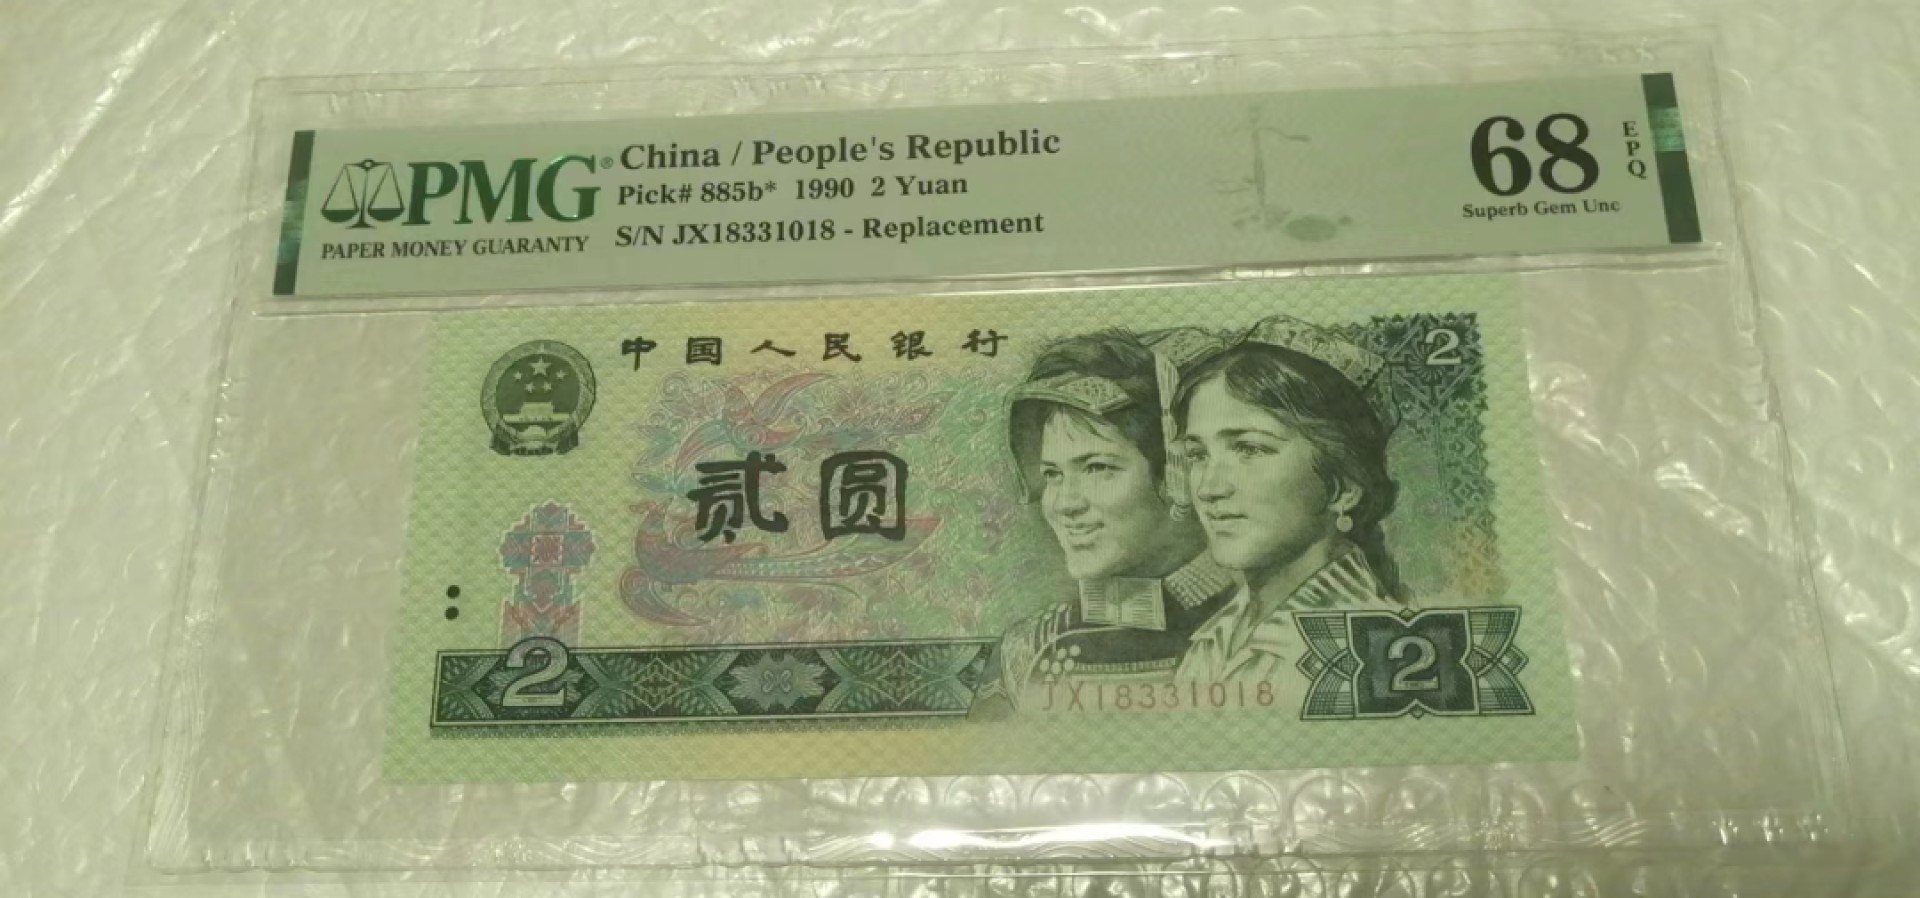 PMG®
PAPER MONEY GUARANTY
China / People's Republic
Pick# 885b* 1990 2 Yuan
S/N JX18331018 - Replacement
68
EPQ
Superb Gem Unc
中国人民银行
2
贰圆
2
2
JX18331018